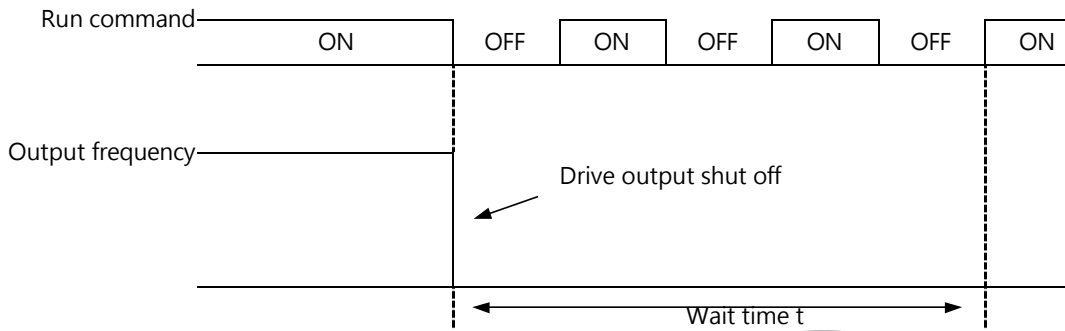 Run command
ON OFF ON OFF ON OFF ON
Output frequency
Drive output shut off
Wait time t